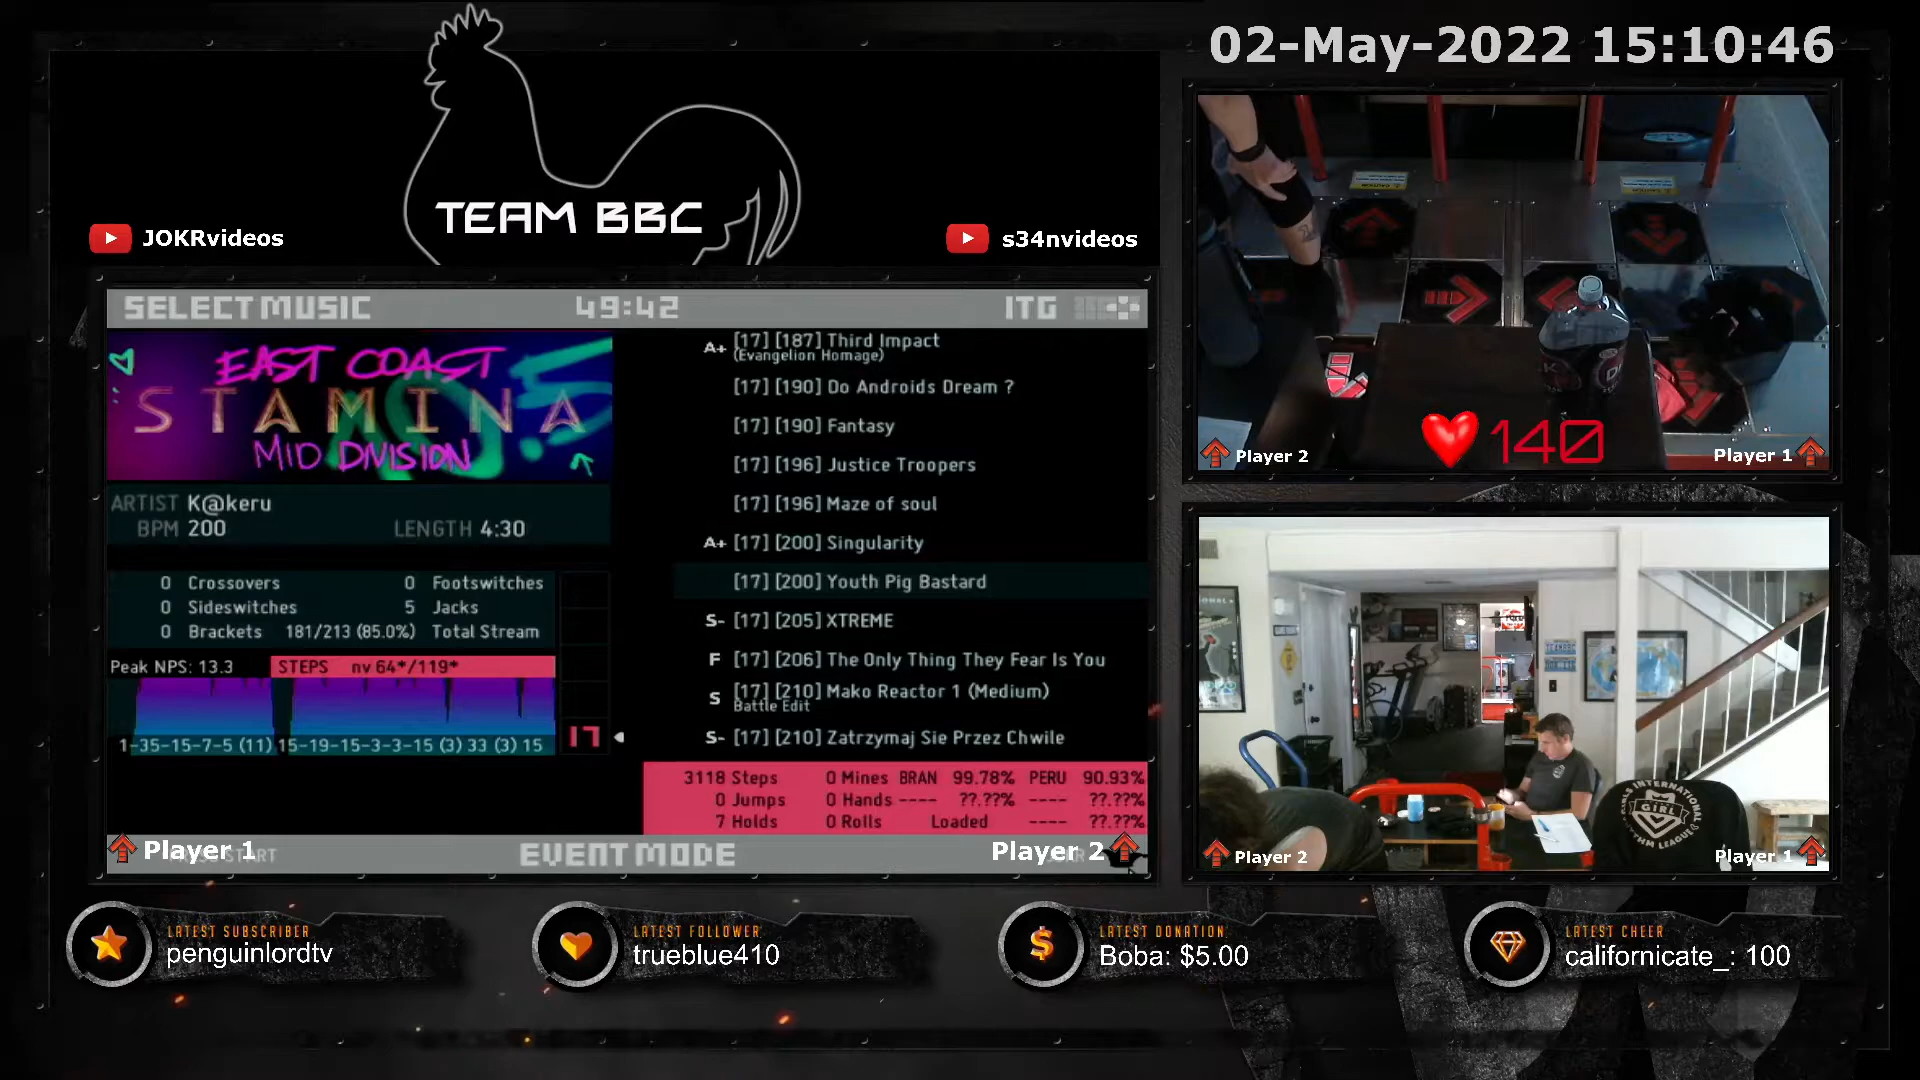 02-May-2022 15:10:46
TEAM BBC
JOKRvideos
s34nvideos
SELECT MUSIC
49:42
ITG
EAST COAST
STAMINA
MID DIVISION
ARTIST K@keru
BPM 200
LENGTH 4:30
0 Crossovers
0 Footswitches
0 Sideswitches
5 Jacks
0 Brackets
181/213 (85.0%) Total Stream
Peak NPS: 13.3
STEPS nv 64*/119*
1-35-15-7-5 (11) 15-19-15-3-3-15 (3) 33 (3) 15
17
A+ [17] [187] Third Impact
(Evangelion Homage)
[17] [190] Do Androids Dream ?
[17] [190] Fantasy
[17] [196] Justice Troopers
[17] [196] Maze of soul
A+ [17] [200] Singularity
[17] [200] Youth Pig Bastard
S- [17] [205] XTREME
F [17] [206] The Only Thing They Fear Is You
S [17] [210] Mako Reactor 1 (Medium)
Battle Edit
S- [17] [210] Zatrzymaj Sie Przez Chwile
3118 Steps 0 Mines BRAN 99.78% PERU 90.93%
0 Jumps 0 Hands ---- ??.??% ---- ??.??%
7 Holds 0 Rolls Loaded ---- ??.??%
Player 1
EVENT MODE
Player 2
140
Player 2
Player 1
GIRLS INTERNATIONAL
GIRL
Player 2
Player 1
LATEST SUBSCRIBER
penguinlordtv
LATEST FOLLOWER
trueblue410
LATEST DONATION
Boba: $5.00
LATEST CHEER
californicate_: 100